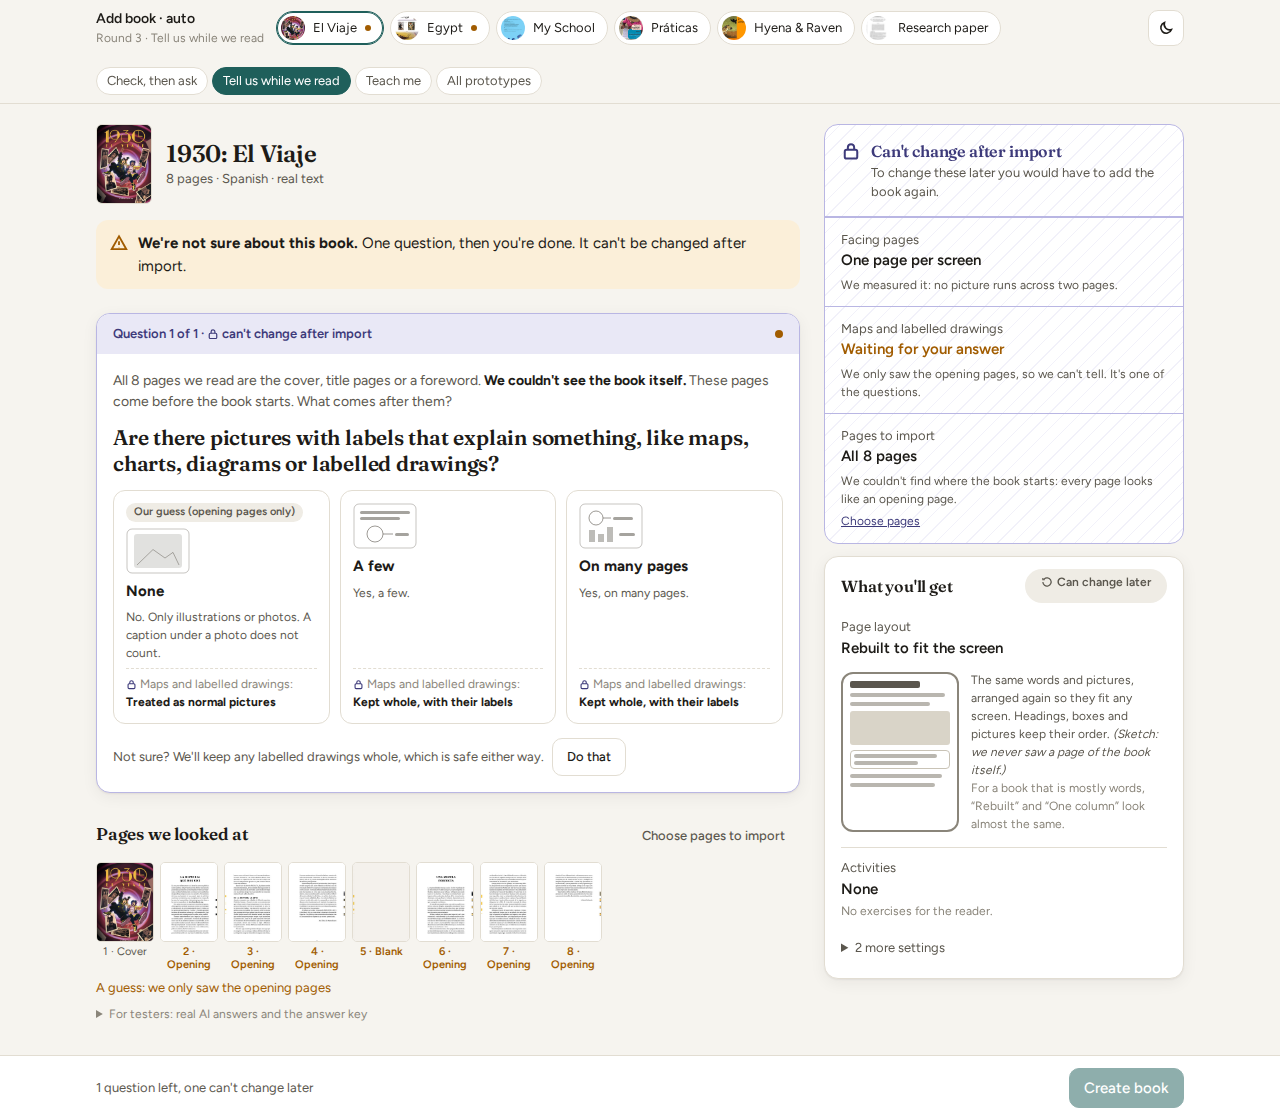 Add book · auto
Round 3 · Tell us while we read
El Viaje
Egypt
My School
Práticas
Hyena & Raven
Research paper
Check, then ask
Tell us while we read
Teach me
All prototypes
1930
1930: El Viaje
8 pages · Spanish · real text
We're not sure about this book. One question, then you're done. It can't be changed after
import.
Question 1 of 1 · can't change after import
All 8 pages we read are the cover, title pages or a foreword. We couldn't see the book itself. These pages
come before the book starts. What comes after them?
Are there pictures with labels that explain something, like maps,
charts, diagrams or labelled drawings?
Our guess (opening pages only)
None
No. Only illustrations or photos. A
caption under a photo does not
count.
Maps and labelled drawings:
Treated as normal pictures
A few
Yes, a few.
Maps and labelled drawings:
Kept whole, with their labels
On many pages
Yes, on many pages.
Maps and labelled drawings:
Kept whole, with their labels
Not sure? We'll keep any labelled drawings whole, which is safe either way.
Do that
Pages we looked at
Choose pages to import
1930
1 · Cover
2 ·
Opening
3 ·
Opening
4 ·
Opening
5 · Blank
6 ·
Opening
7 ·
Opening
8 ·
Opening
A guess: we only saw the opening pages
For testers: real AI answers and the answer key
Can't change after import
To change these later you would have to add the
book again.
Facing pages
One page per screen
We measured it: no picture runs across two pages.
Maps and labelled drawings
Waiting for your answer
We only saw the opening pages, so we can't tell. It's one of
the questions.
Pages to import
All 8 pages
We couldn't find where the book starts: every page looks
like an opening page.
Choose pages
What you'll get
Can change later
Page layout
Rebuilt to fit the screen
The same words and pictures,
arranged again so they fit any
screen. Headings, boxes and
pictures keep their order. (Sketch:
we never saw a page of the book
itself.)
For a book that is mostly words,
“Rebuilt” and “One column” look
almost the same.
Activities
None
No exercises for the reader.
2 more settings
1 question left, one can't change later
Create book